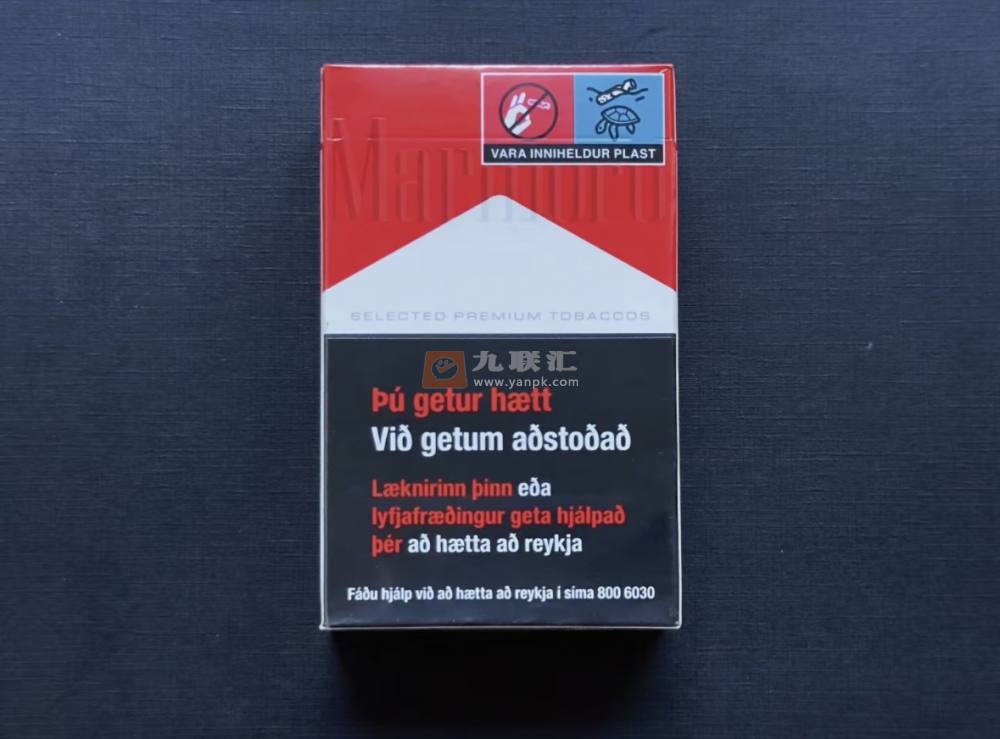 VARA INNIHELDUR PLAST
Marlboro
SELECTED PREMIUM TOBACCOS
九联汇
www.yanpk.com
Þú getur hætt
Við getum aðstoðað
Læknirinn þinn eða
lyfjafræðingur geta hjálpað
þér að hætta að reykja
Fáðu hjálp við að hætta að reykja í síma 800 6030